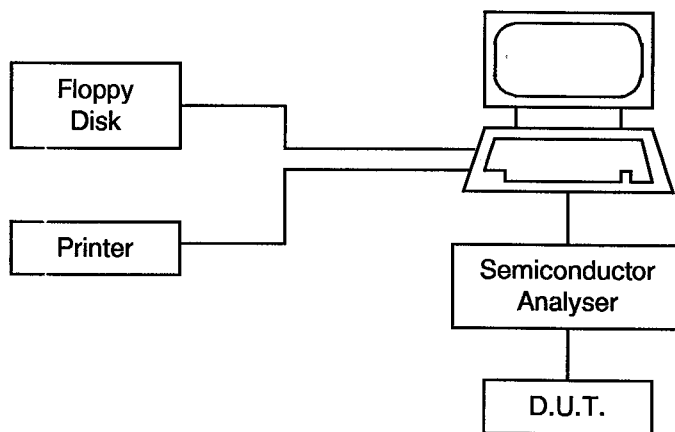 Floppy
Disk
Printer
Semiconductor
Analyser
D.U.T.